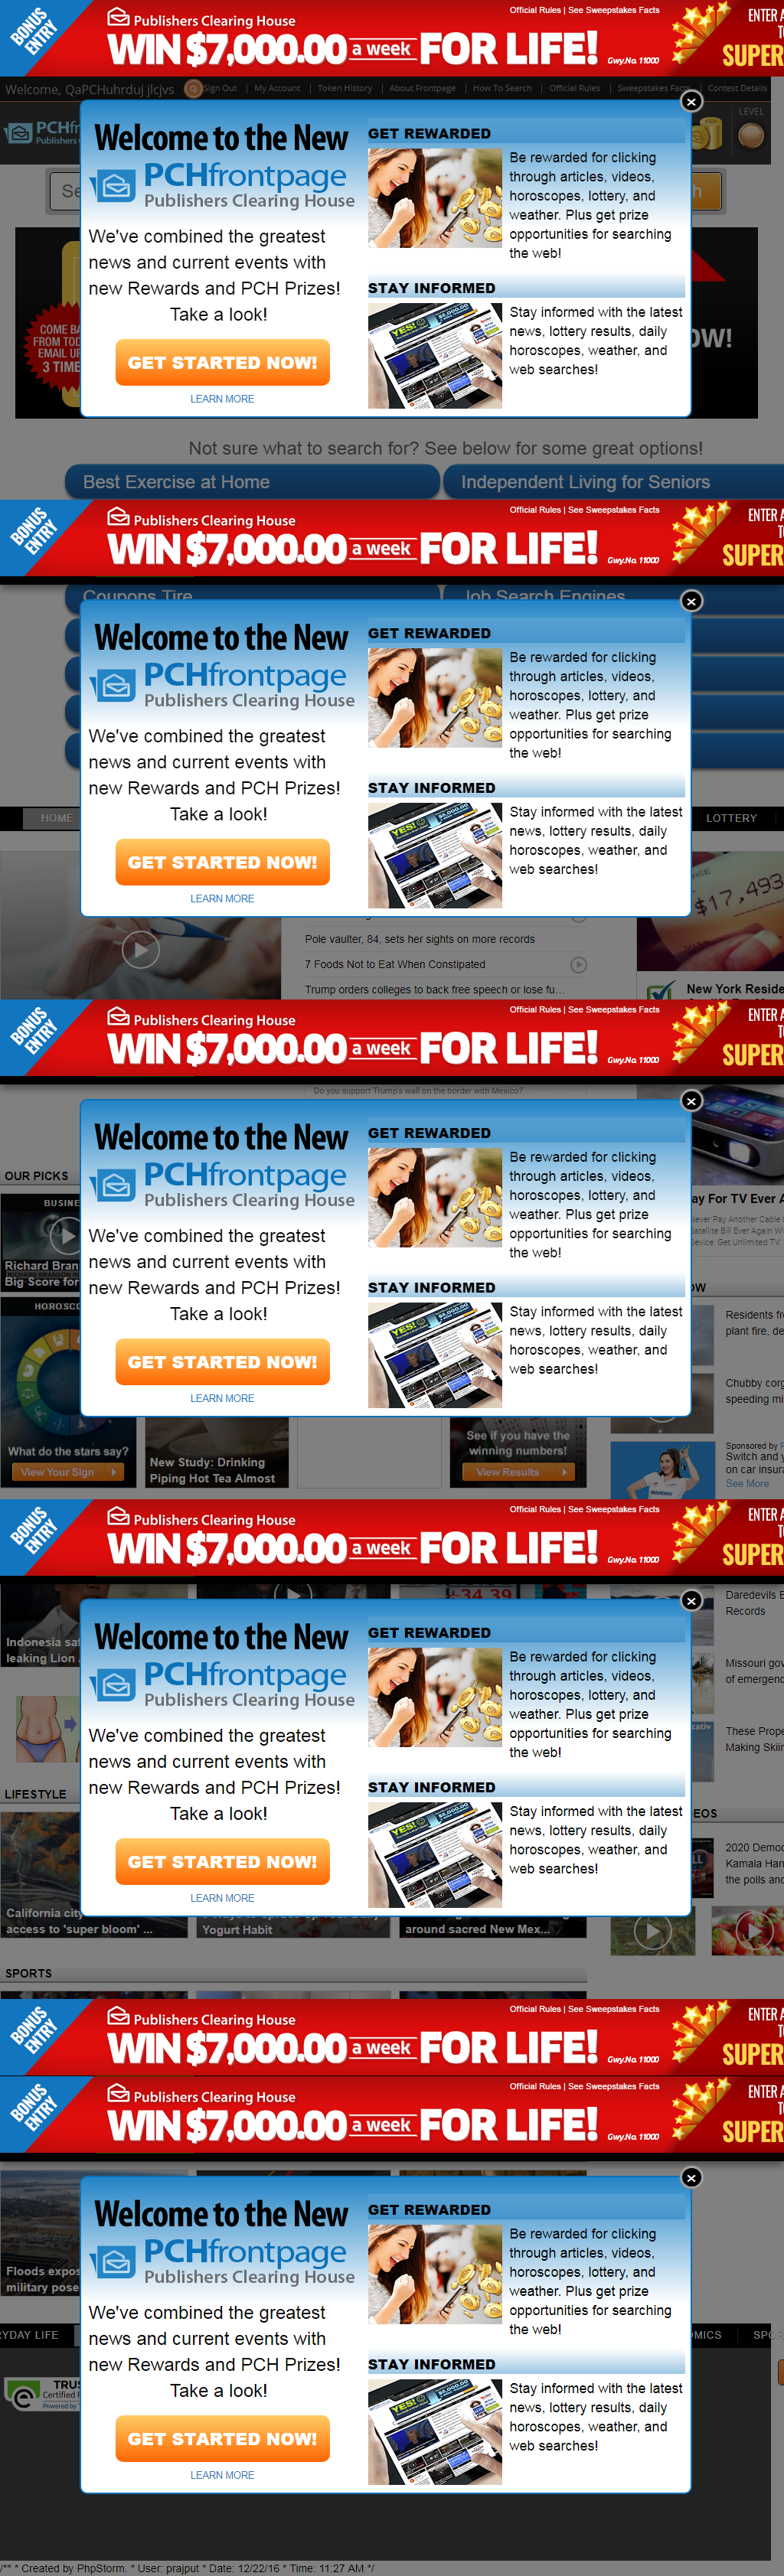 BONUS ENTRY
Publishers Clearing House
Official Rules | See Sweepstakes Facts
WIN $7,000.00 a week FOR LIFE!
Gwy.No. 11000
ENTER A
SUPER
Welcome, QaPCHuhrduj jlcjvs
Sign Out | My Account | Token History | About Frontpage | How To Search | Official Rules | Sweepstakes Facts | Contest Details
LEVEL
Welcome to the New
PCHfrontpage
Publishers Clearing House
We've combined the greatest
news and current events with
new Rewards and PCH Prizes!
Take a look!
GET STARTED NOW!
LEARN MORE
GET REWARDED
Be rewarded for clicking
through articles, videos,
horoscopes, lottery, and
weather. Plus get prize
opportunities for searching
the web!
STAY INFORMED
Stay informed with the latest
news, lottery results, daily
horoscopes, weather, and
web searches!
COME BA
FROM TOD
EMAIL UP
3 TIME
OW!
Not sure what to search for? See below for some great options!
Best Exercise at Home
Independent Living for Seniors
BONUS ENTRY
Publishers Clearing House
Official Rules | See Sweepstakes Facts
WIN $7,000.00 a week FOR LIFE!
Gwy.No. 11000
ENTER A
SUPER
Coupons Tire
Job Search Engines
Welcome to the New
PCHfrontpage
Publishers Clearing House
We've combined the greatest
news and current events with
new Rewards and PCH Prizes!
Take a look!
GET STARTED NOW!
LEARN MORE
GET REWARDED
Be rewarded for clicking
through articles, videos,
horoscopes, lottery, and
weather. Plus get prize
opportunities for searching
the web!
STAY INFORMED
Stay informed with the latest
news, lottery results, daily
horoscopes, weather, and
web searches!
HOME
LOTTERY
$17,493
Pole vaulter, 84, sets her sights on more records
7 Foods Not to Eat When Constipated
Trump orders colleges to back free speech or lose fu...
New York Reside
BONUS ENTRY
Publishers Clearing House
Official Rules | See Sweepstakes Facts
WIN $7,000.00 a week FOR LIFE!
Gwy.No. 11000
ENTER A
SUPER
Do you support Trump's wall on the border with Mexico?
Welcome to the New
PCHfrontpage
Publishers Clearing House
We've combined the greatest
news and current events with
new Rewards and PCH Prizes!
Take a look!
GET STARTED NOW!
LEARN MORE
GET REWARDED
Be rewarded for clicking
through articles, videos,
horoscopes, lottery, and
weather. Plus get prize
opportunities for searching
the web!
STAY INFORMED
Stay informed with the latest
news, lottery results, daily
horoscopes, weather, and
web searches!
OUR PICKS
BUSINE
Richard Bran
Big Score for
HOROSC
What do the stars say?
View Your Sign
New Study: Drinking
Piping Hot Tea Almost
See if you have the
winning numbers!
View Results
ay For TV Ever A
Never Pay Another Cable
Satellite Bill Ever Again Wi
Device. Get Unlimited TV.
OW
Residents fr
plant fire, de
Chubby corg
speeding mi
Sponsored by
Switch and y
on car insura
See More
BONUS ENTRY
Publishers Clearing House
Official Rules | See Sweepstakes Facts
WIN $7,000.00 a week FOR LIFE!
Gwy.No. 11000
ENTER A
SUPER
+34.39
Indonesia saf
leaking Lion
Welcome to the New
PCHfrontpage
Publishers Clearing House
We've combined the greatest
news and current events with
new Rewards and PCH Prizes!
Take a look!
GET STARTED NOW!
LEARN MORE
GET REWARDED
Be rewarded for clicking
through articles, videos,
horoscopes, lottery, and
weather. Plus get prize
opportunities for searching
the web!
STAY INFORMED
Stay informed with the latest
news, lottery results, daily
horoscopes, weather, and
web searches!
Daredevils E
Records
Missouri gov
of emergenc
These Prope
Making Skiir
LIFESTYLE
California city
access to 'super bloom' ...
Yogurt Habit
around sacred New Mex...
EOS
2020 Democ
Kamala Harr
the polls and
SPORTS
BONUS ENTRY
Publishers Clearing House
Official Rules | See Sweepstakes Facts
WIN $7,000.00 a week FOR LIFE!
Gwy.No. 11000
ENTER A
SUPER
BONUS ENTRY
Publishers Clearing House
Official Rules | See Sweepstakes Facts
WIN $7,000.00 a week FOR LIFE!
Gwy.No. 11000
ENTER A
SUPER
Welcome to the New
PCHfrontpage
Publishers Clearing House
We've combined the greatest
news and current events with
new Rewards and PCH Prizes!
Take a look!
GET STARTED NOW!
LEARN MORE
GET REWARDED
Be rewarded for clicking
through articles, videos,
horoscopes, lottery, and
weather. Plus get prize
opportunities for searching
the web!
STAY INFORMED
Stay informed with the latest
news, lottery results, daily
horoscopes, weather, and
web searches!
Floods expos
military pose
YDAY LIFE
MICS
SPO
TRUS
Certified P
Powered by
/** * Created by PhpStorm. * User: prajput * Date: 12/22/16 * Time: 11:27 AM */